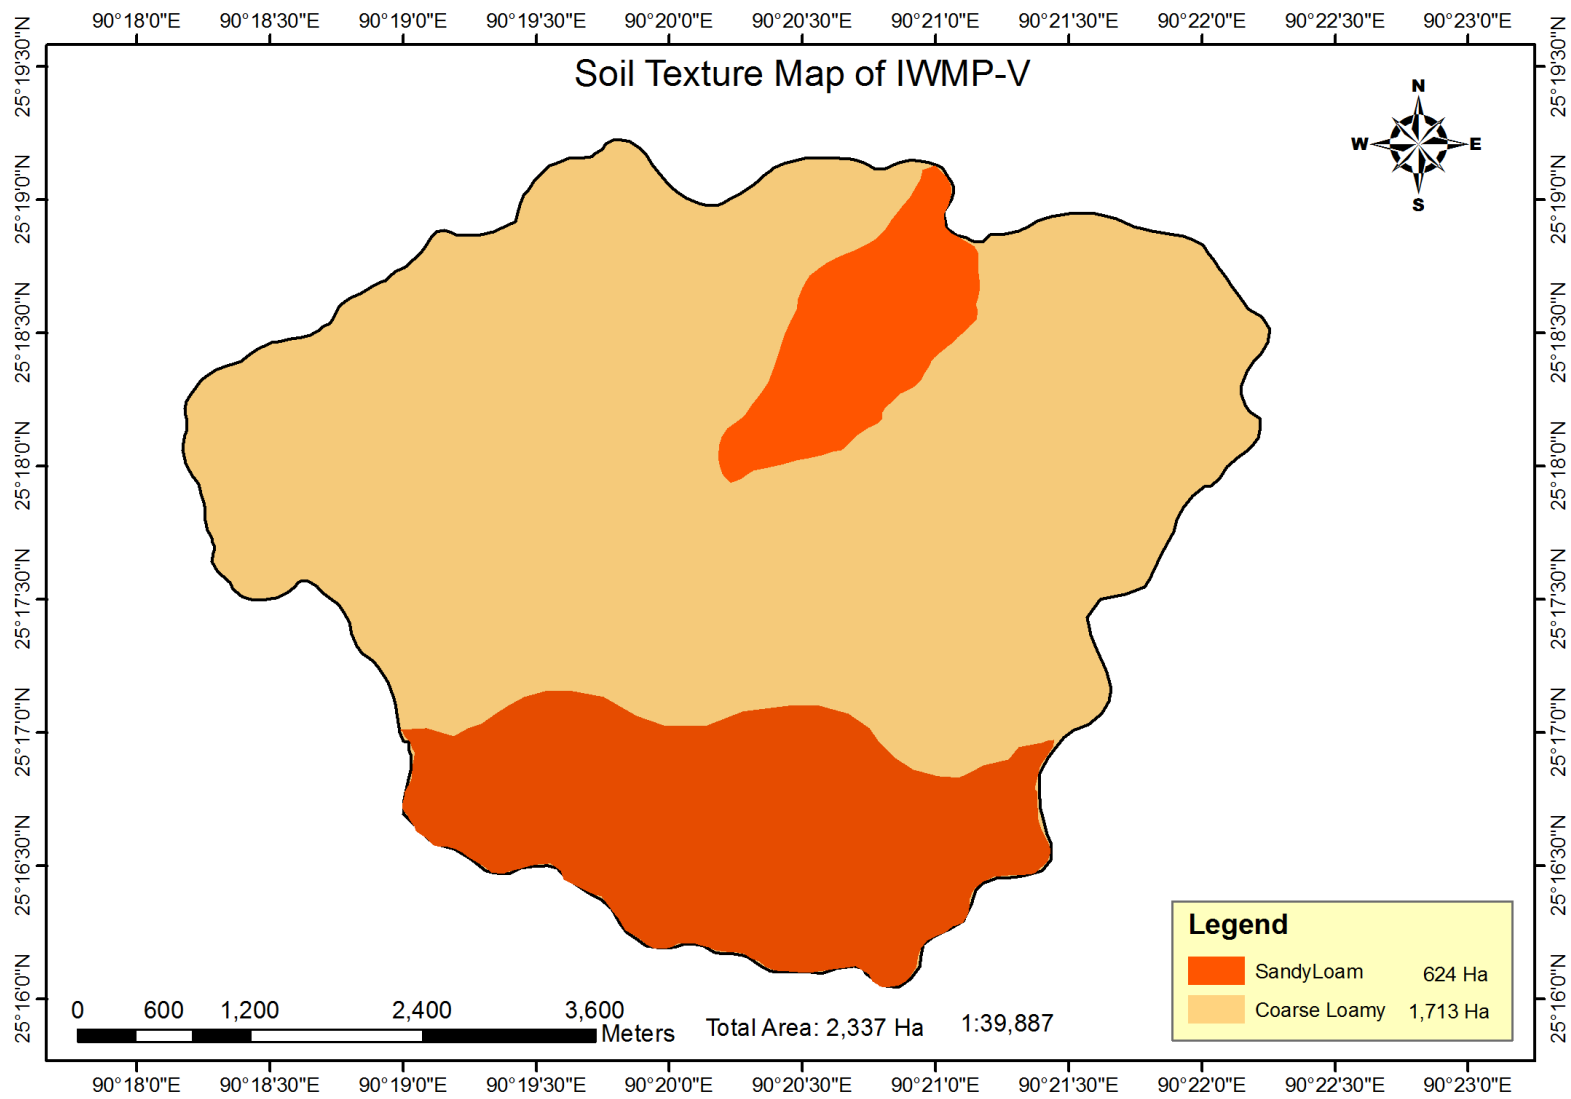 90°18'0"E 90°18'30"E 90°19'0"E 90°19'30"E 90°20'0"E 90°20'30"E 90°21'0"E 90°21'30"E 90°22'0"E 90°22'30"E 90°23'0"E
Soil Texture Map of IWMP-V
N
W E
S
25°19'30"N
25°19'0"N
25°18'30"N
25°18'0"N
25°17'30"N
25°17'0"N
25°16'30"N
25°16'0"N
25°19'30"N
25°19'0"N
25°18'30"N
25°18'0"N
25°17'30"N
25°17'0"N
25°16'30"N
25°16'0"N
Legend
SandyLoam 624 Ha
Coarse Loamy 1,713 Ha
0 600 1,200 2,400 3,600
Meters
Total Area: 2,337 Ha 1:39,887
90°18'0"E 90°18'30"E 90°19'0"E 90°19'30"E 90°20'0"E 90°20'30"E 90°21'0"E 90°21'30"E 90°22'0"E 90°22'30"E 90°23'0"E